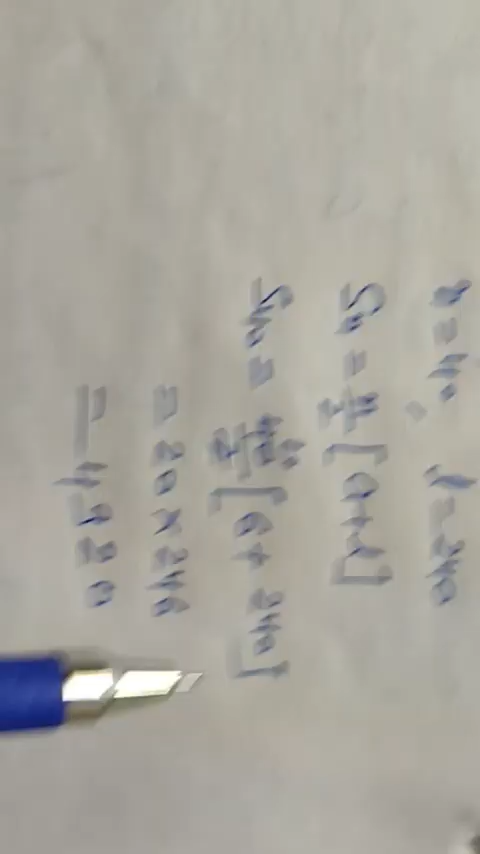 n = 40 l = 240
Sn = n/2 [a + l]
S40 = 40/2 [6 + 240]
= 20 × 246
= 4920